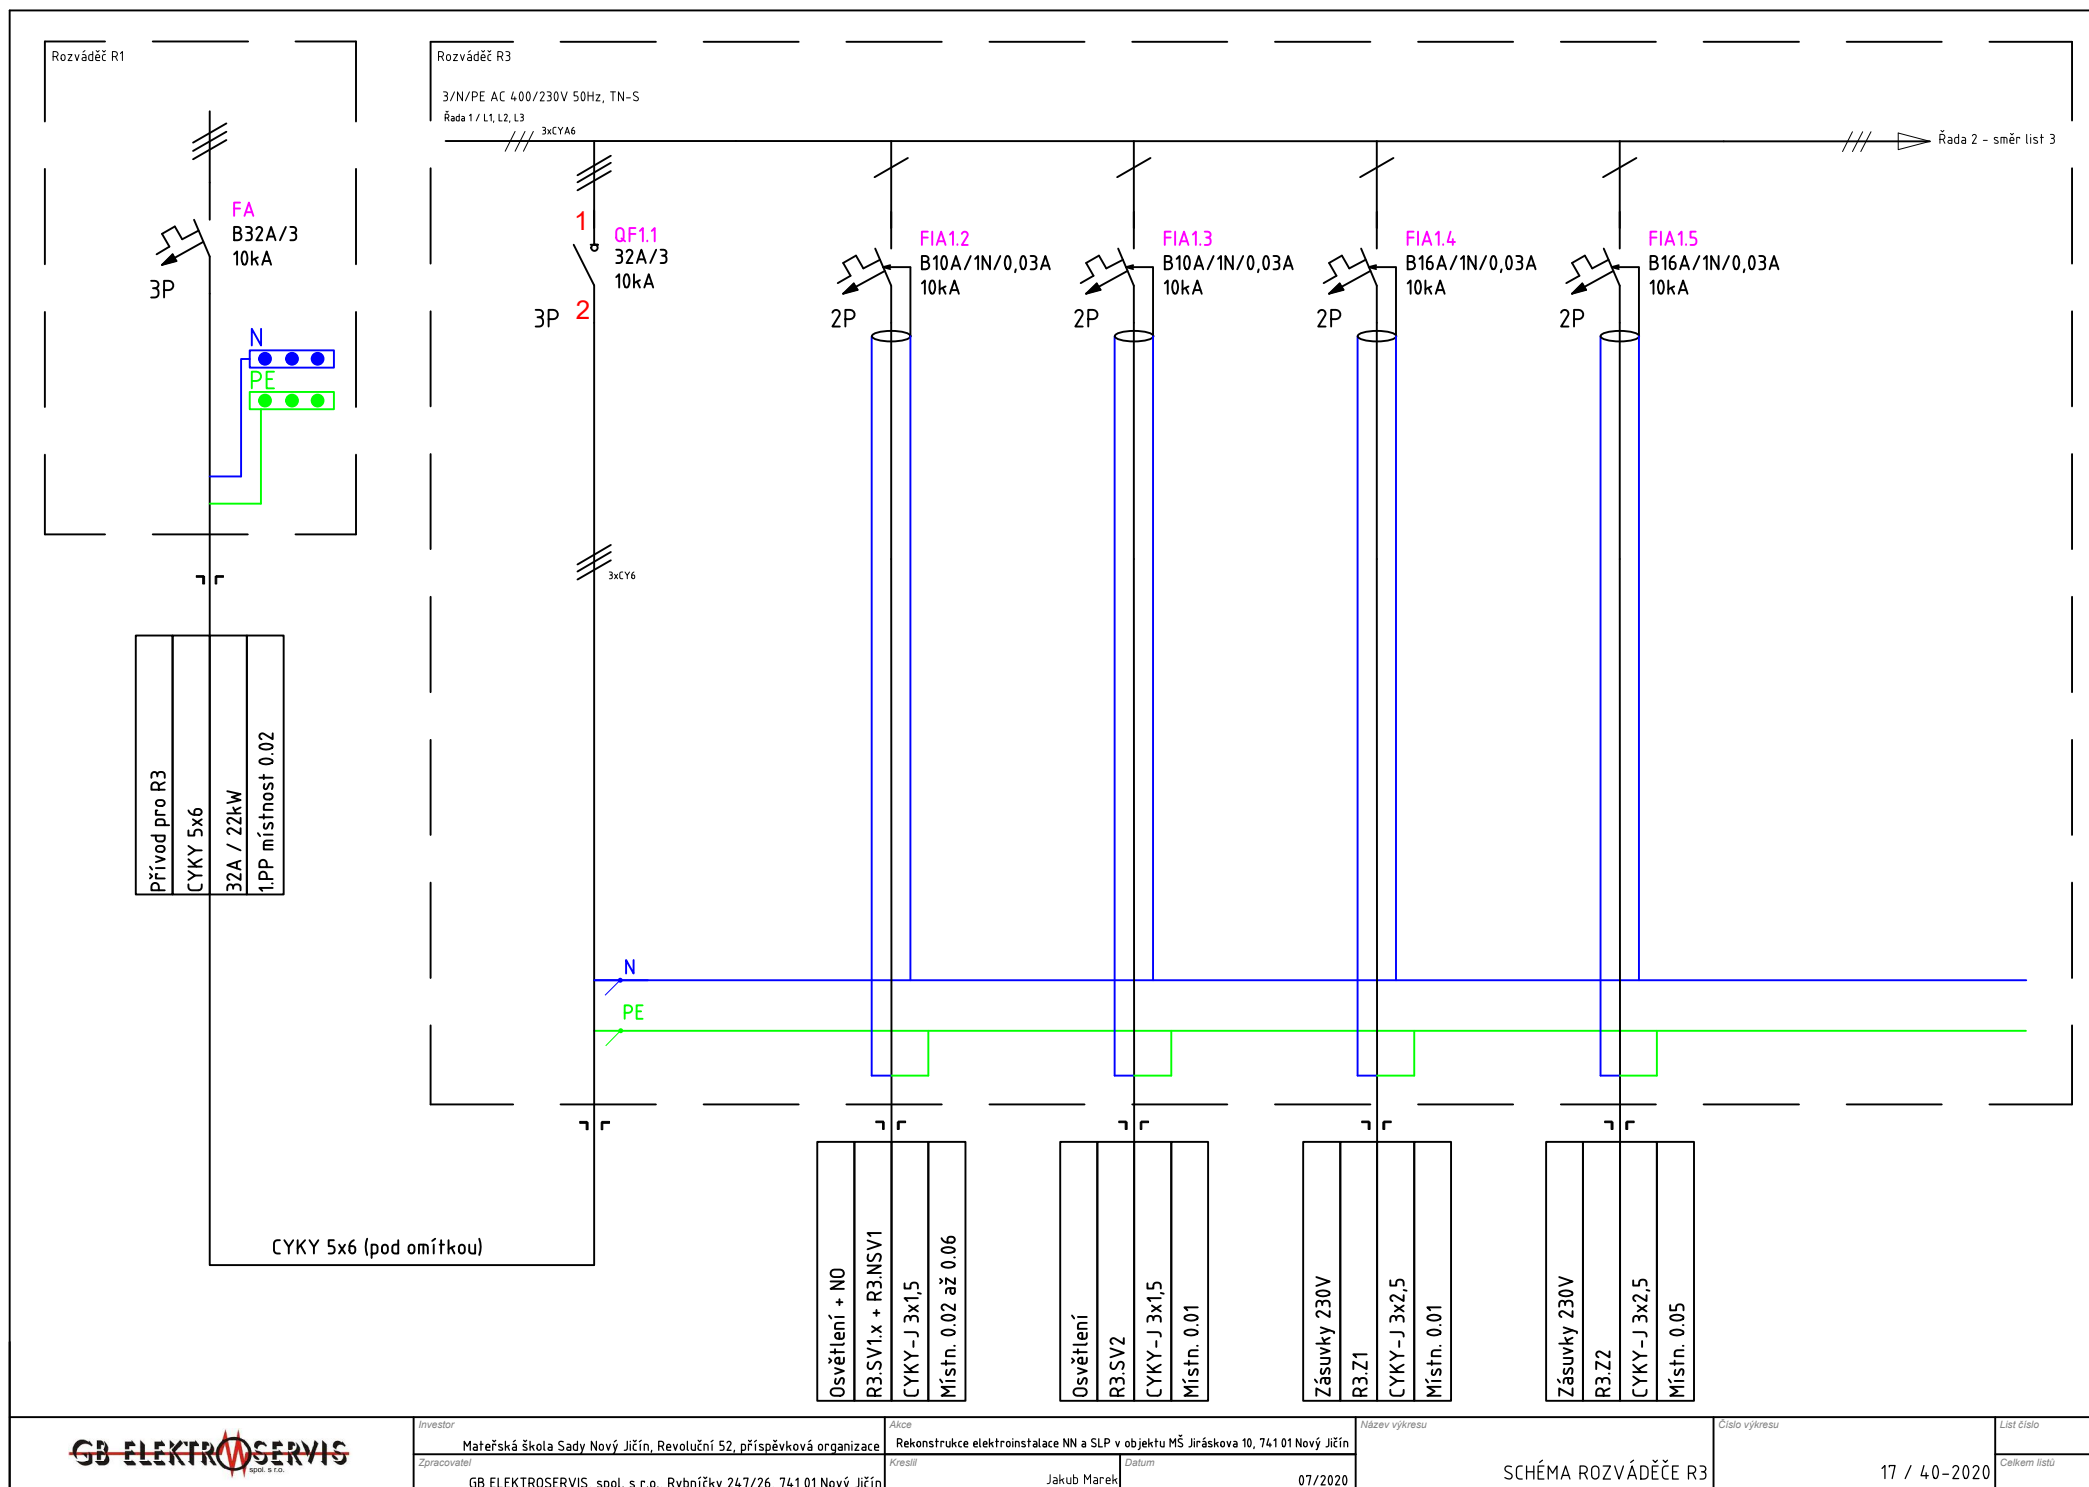 Rozváděč R1
FA
B32A/3
10kA
3P
N
PE
Přívod pro R3
CYKY 5x6
32A / 22kW
1.PP místnost 0.02
CYKY 5x6 (pod omítkou)
Rozváděč R3
3/N/PE AC 400/230V 50Hz, TN-S
Řada 1 / L1, L2, L3
3xCYA6
Řada 2 - směr list 3
1
QF1.1
32A/3
10kA
3P
2
3xCY6
FIA1.2
B10A/1N/0,03A
10kA
2P
FIA1.3
B10A/1N/0,03A
10kA
2P
FIA1.4
B16A/1N/0,03A
10kA
2P
FIA1.5
B16A/1N/0,03A
10kA
2P
N
PE
Osvětlení + NO
R3.SV1.x + R3.NSV1
CYKY-J 3x1,5
Místn. 0.02 až 0.06
Osvětlení
R3.SV2
CYKY-J 3x1,5
Místn. 0.01
Zásuvky 230V
R3.Z1
CYKY-J 3x2,5
Místn. 0.01
Zásuvky 230V
R3.Z2
CYKY-J 3x2,5
Místn. 0.05
GB ELEKTROSERVIS
spol. s r.o.
Investor
Mateřská škola Sady Nový Jičín, Revoluční 52, příspěvková organizace
Zpracovatel
GB ELEKTROSERVIS, spol. s r.o., Rybníčky 247/26, 741 01 Nový Jičín
Akce
Rekonstrukce elektroinstalace NN a SLP v objektu MŠ Jiráskova 10, 741 01 Nový Jičín
Kreslil
Jakub Marek
Datum
07/2020
Název výkresu
SCHÉMA ROZVÁDĚČE R3
Číslo výkresu
17 / 40-2020
List číslo
Celkem listů